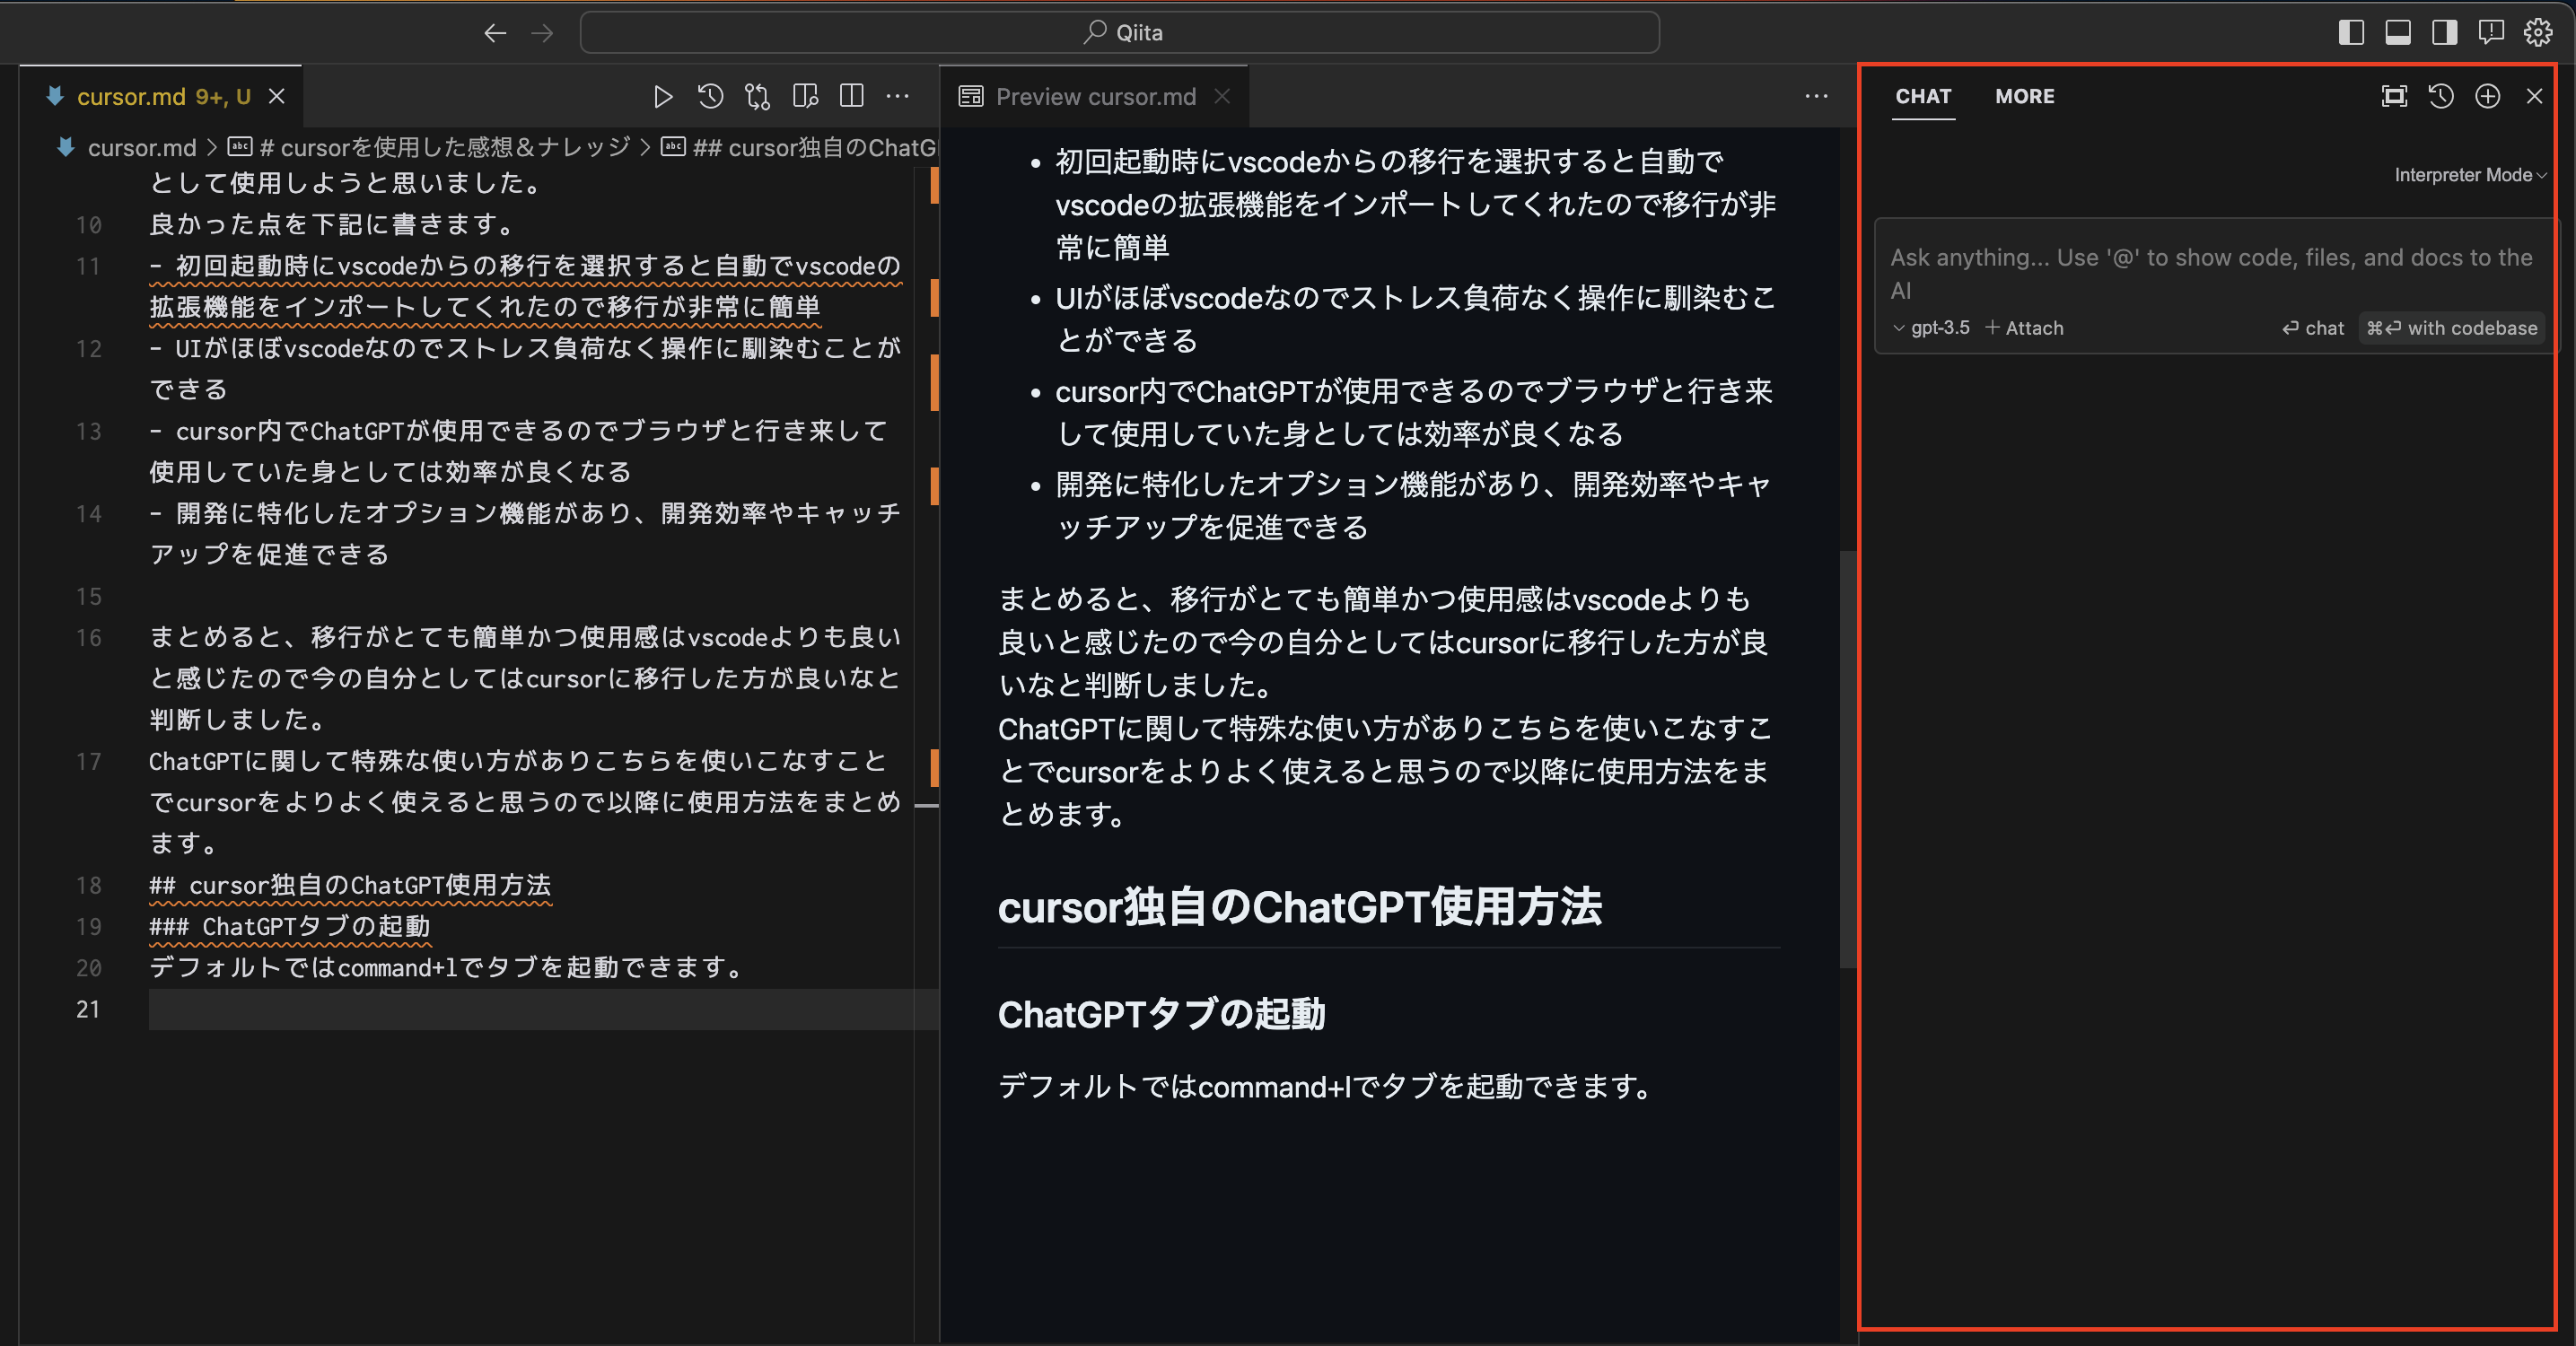 Qiita
cursor.md 9+, U
cursor.md > # cursorを使用した感想＆ナレッジ > ## cursor独自のChatG
として使用しようと思いました。
10 良かった点を下記に書きます。
11 - 初回起動時にvscodeからの移行を選択すると自動でvscodeの
拡張機能をインポートしてくれたので移行が非常に簡単
12 - UIがほぼvscodeなのでストレス負荷なく操作に馴染むことが
できる
13 - cursor内でChatGPTが使用できるのでブラウザと行き来して
使用していた身としては効率が良くなる
14 - 開発に特化したオプション機能があり、開発効率やキャッチ
アップを促進できる
15
16 まとめると、移行がとても簡単かつ使用感はvscodeよりも良い
と感じたので今の自分としてはcursorに移行した方が良いなと
判断しました。
17 ChatGPTに関して特殊な使い方がありこちらを使いこなすこと
でcursorをよりよく使えると思うので以降に使用方法をまとめ
ます。
18 ## cursor独自のChatGPT使用方法
19 ### ChatGPTタブの起動
20 デフォルトではcommand+lでタブを起動できます。
21
Preview cursor.md
• 初回起動時にvscodeからの移行を選択すると自動で
vscodeの拡張機能をインポートしてくれたので移行が非
常に簡単
• UIがほぼvscodeなのでストレス負荷なく操作に馴染むこ
とができる
• cursor内でChatGPTが使用できるのでブラウザと行き来
して使用していた身としては効率が良くなる
• 開発に特化したオプション機能があり、開発効率やキャ
ッチアップを促進できる
まとめると、移行がとても簡単かつ使用感はvscodeよりも
良いと感じたので今の自分としてはcursorに移行した方が良
いなと判断しました。
ChatGPTに関して特殊な使い方がありこちらを使いこなすこ
とでcursorをよりよく使えると思うので以降に使用方法をま
とめます。
cursor独自のChatGPT使用方法
ChatGPTタブの起動
デフォルトではcommand+lでタブを起動できます。
CHAT MORE
Interpreter Mode
Ask anything... Use '@' to show code, files, and docs to the
AI
gpt-3.5 + Attach ⏎ chat ⌘⏎ with codebase